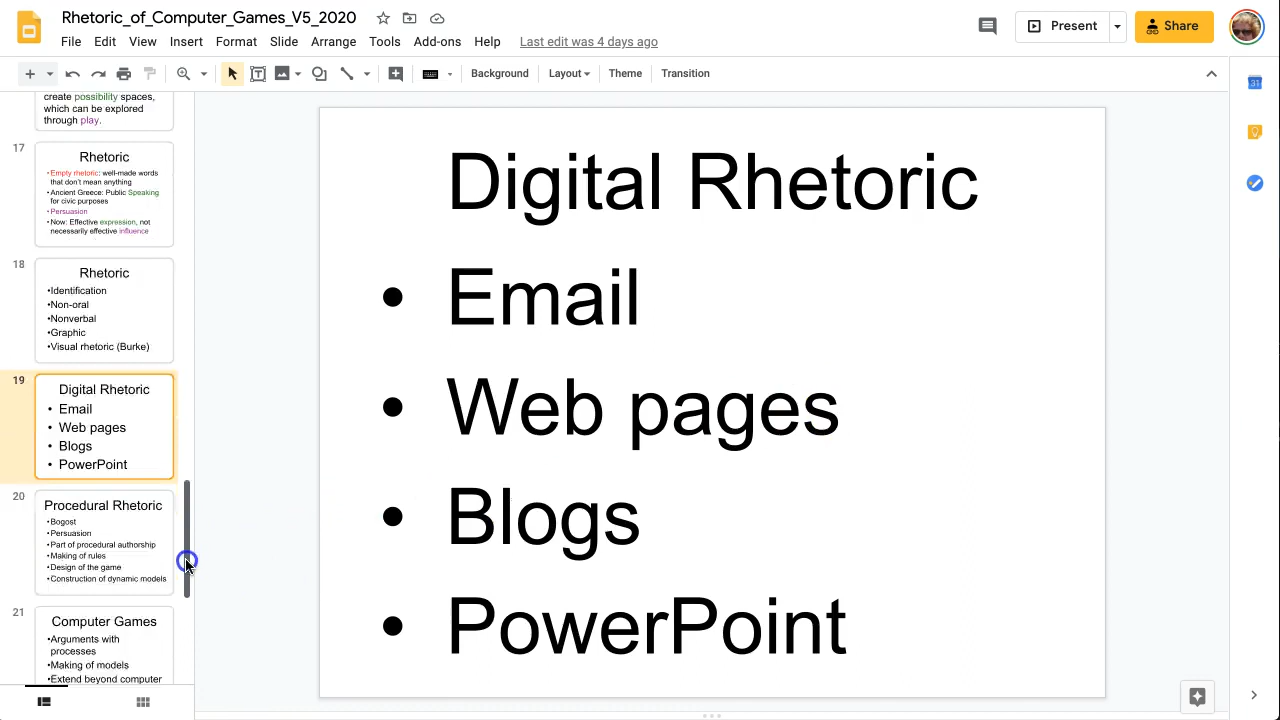 Rhetoric_of_Computer_Games_V5_2020
File Edit View Insert Format Slide Arrange Tools Add-ons Help Last edit was 4 days ago
Present
Share
Background Layout Theme Transition
31
create possibility spaces,
which can be explored
through play.
17
Rhetoric
•Empty rhetoric: well-made words
that don't mean anything
•Ancient Greece: Public Speaking
for civic purposes
•Persuasion
•Now: Effective expression, not
necessarily effective influence
18
Rhetoric
•Identification
•Non-oral
•Nonverbal
•Graphic
•Visual rhetoric (Burke)
19
Digital Rhetoric
• Email
• Web pages
• Blogs
• PowerPoint
20
Procedural Rhetoric
•Bogost
•Persuasion
•Part of procedural authorship
•Making of rules
•Design of the game
•Construction of dynamic models
21
Computer Games
•Arguments with
processes
•Making of models
•Extend beyond computer
Digital Rhetoric
• Email
• Web pages
• Blogs
• PowerPoint